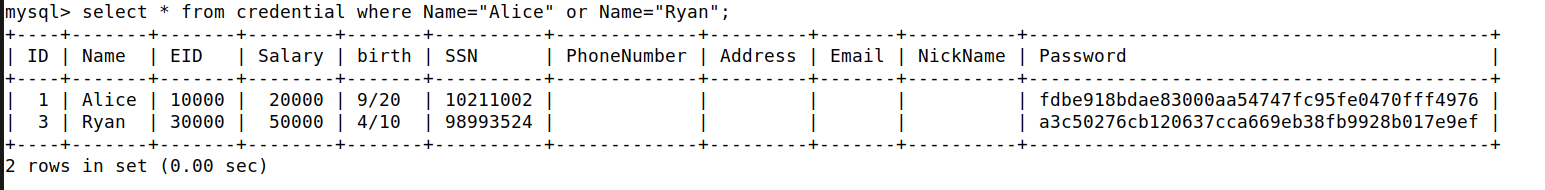 mysql> select * from credential where Name="Alice" or Name="Ryan";
+----+-------+-------+--------+-------+----------+-------------+---------+-------+----------+------------------------------------------+
| ID | Name  | EID   | Salary | birth | SSN      | PhoneNumber | Address | Email | NickName | Password                                 |
+----+-------+-------+--------+-------+----------+-------------+---------+-------+----------+------------------------------------------+
|  1 | Alice | 10000 |  20000 | 9/20  | 10211002 |             |         |       |          | fdbe918bdae83000aa54747fc95fe0470fff4976 |
|  3 | Ryan  | 30000 |  50000 | 4/10  | 98993524 |             |         |       |          | a3c50276cb120637cca669eb38fb9928b017e9ef |
+----+-------+-------+--------+-------+----------+-------------+---------+-------+----------+------------------------------------------+
2 rows in set (0.00 sec)